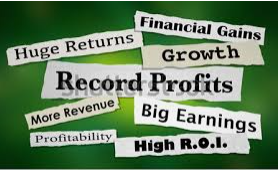 Financial Gains
Huge Returns
Growth
Record Profits
More Revenue
Big Earnings
Profitability
High R.O.I.